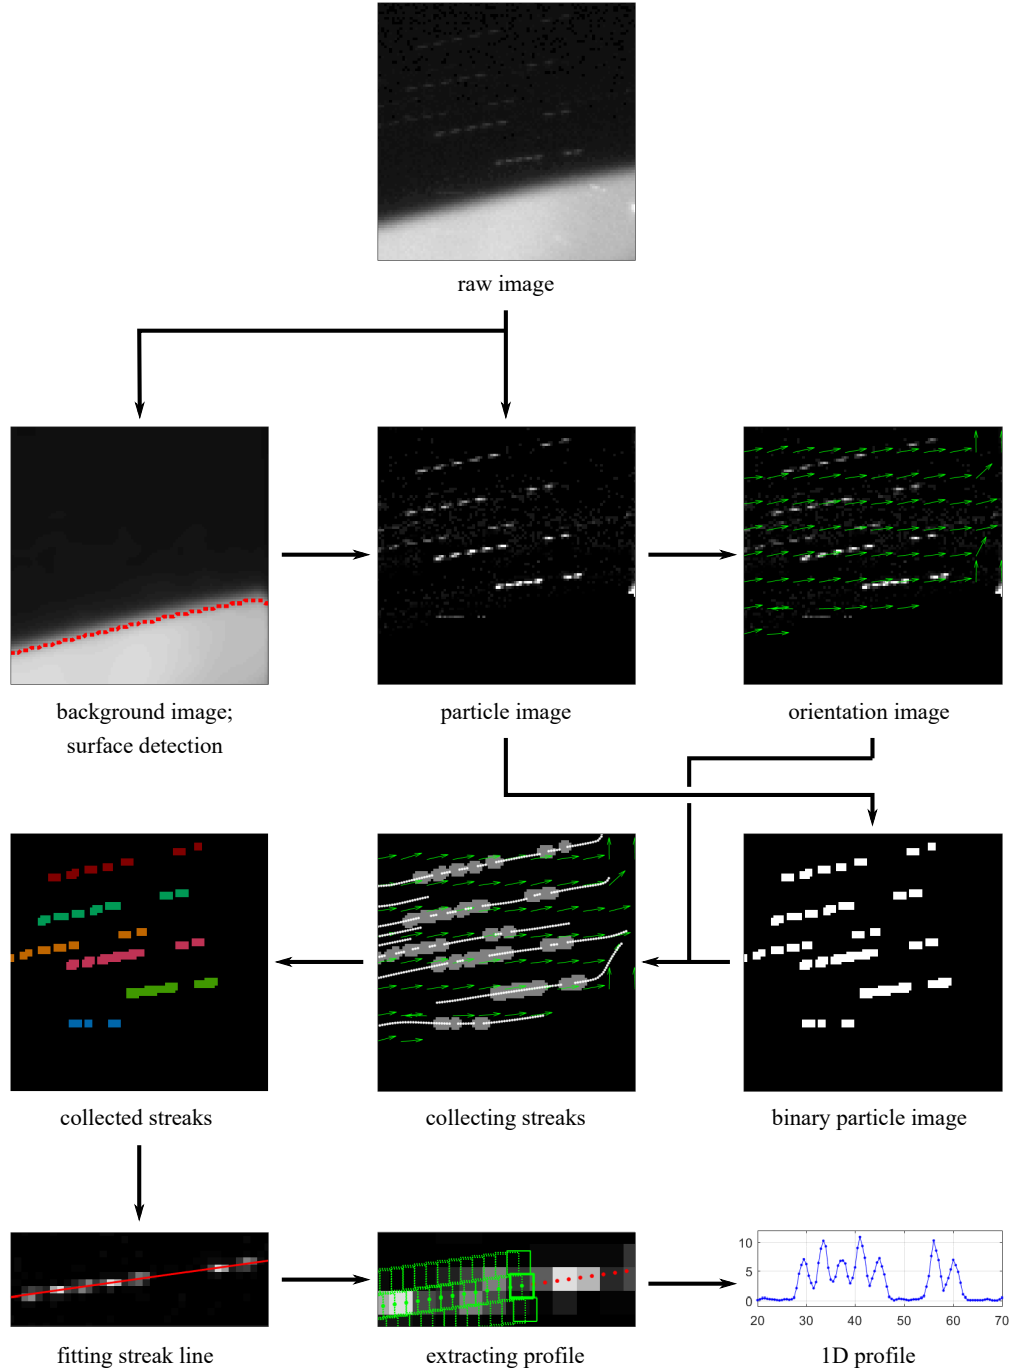 raw image
background image;
surface detection
particle image
orientation image
collected streaks
collecting streaks
binary particle image
fitting streak line
extracting profile
10
5
0
20 30 40 50 60 70
1D profile